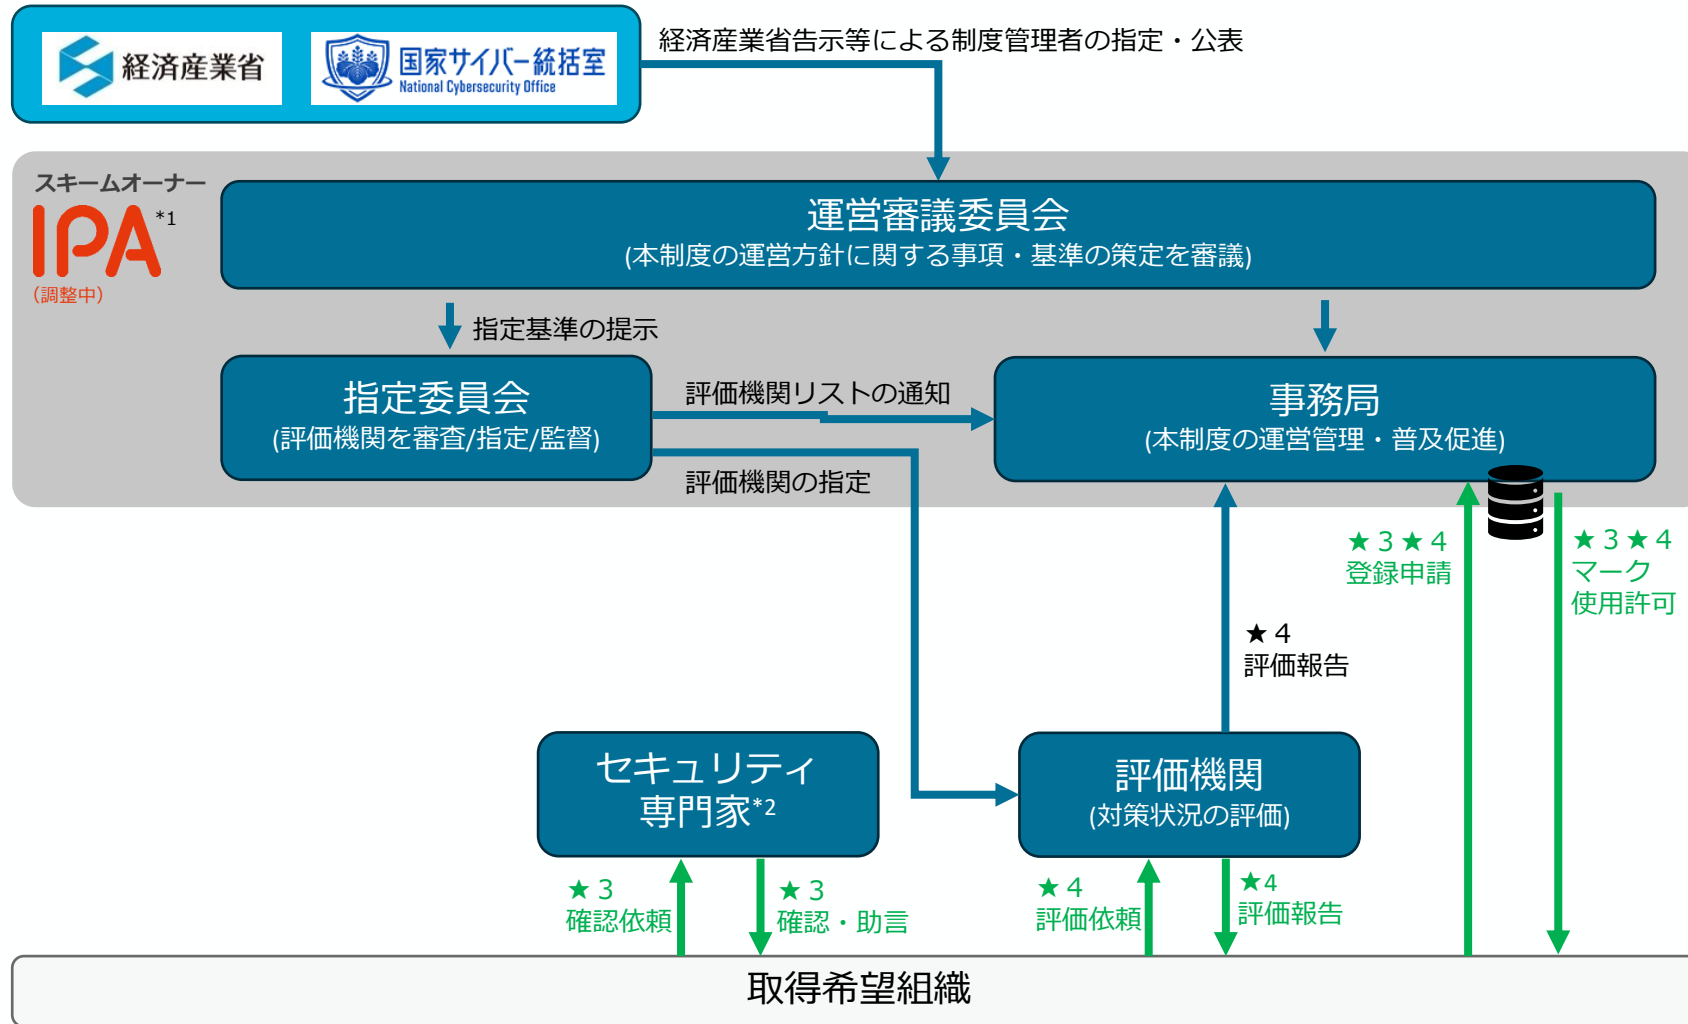 経済産業省
国家サイバー統括室
National Cybersecurity Office
経済産業省告示等による制度管理者の指定・公表
スキームオーナー
IPA *1
（調整中）
運営審議委員会
(本制度の運営方針に関する事項・基準の策定を審議)
指定基準の提示
指定委員会
(評価機関を審査/指定/監督)
評価機関リストの通知
事務局
(本制度の運営管理・普及促進)
評価機関の指定
★３★４
登録申請
★３★４
マーク
使用許可
★４
評価報告
セキュリティ
専門家*2
評価機関
(対策状況の評価)
★３
確認依頼
★３
確認・助言
★４
評価依頼
★4
評価報告
取得希望組織